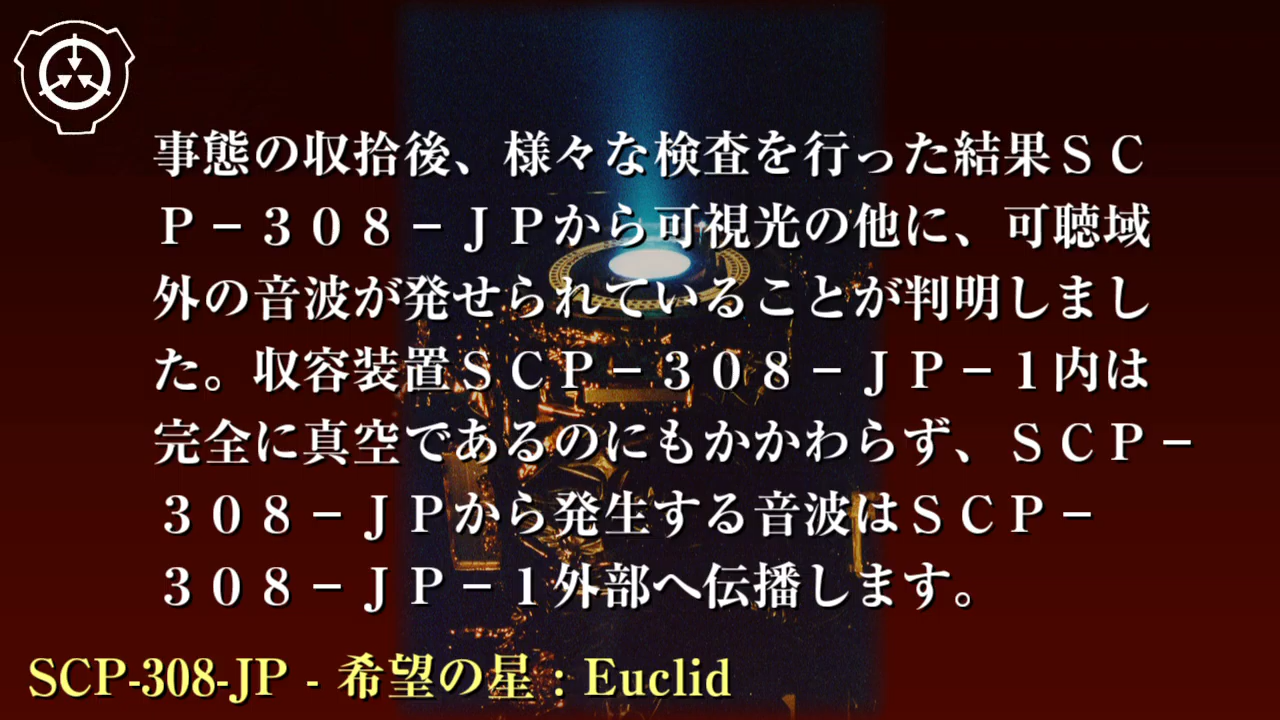 事態の収拾後、様々な検査を行った結果ＳＣ
Ｐ－３０８－ＪＰから可視光の他に、可聴域
外の音波が発せられていることが判明しまし
た。収容装置ＳＣＰ－３０８－ＪＰ－１内は
完全に真空であるのにもかかわらず、ＳＣＰ－
３０８－ＪＰから発生する音波はＳＣＰ－
３０８－ＪＰ－１外部へ伝播します。
SCP-308-JP - 希望の星 : Euclid